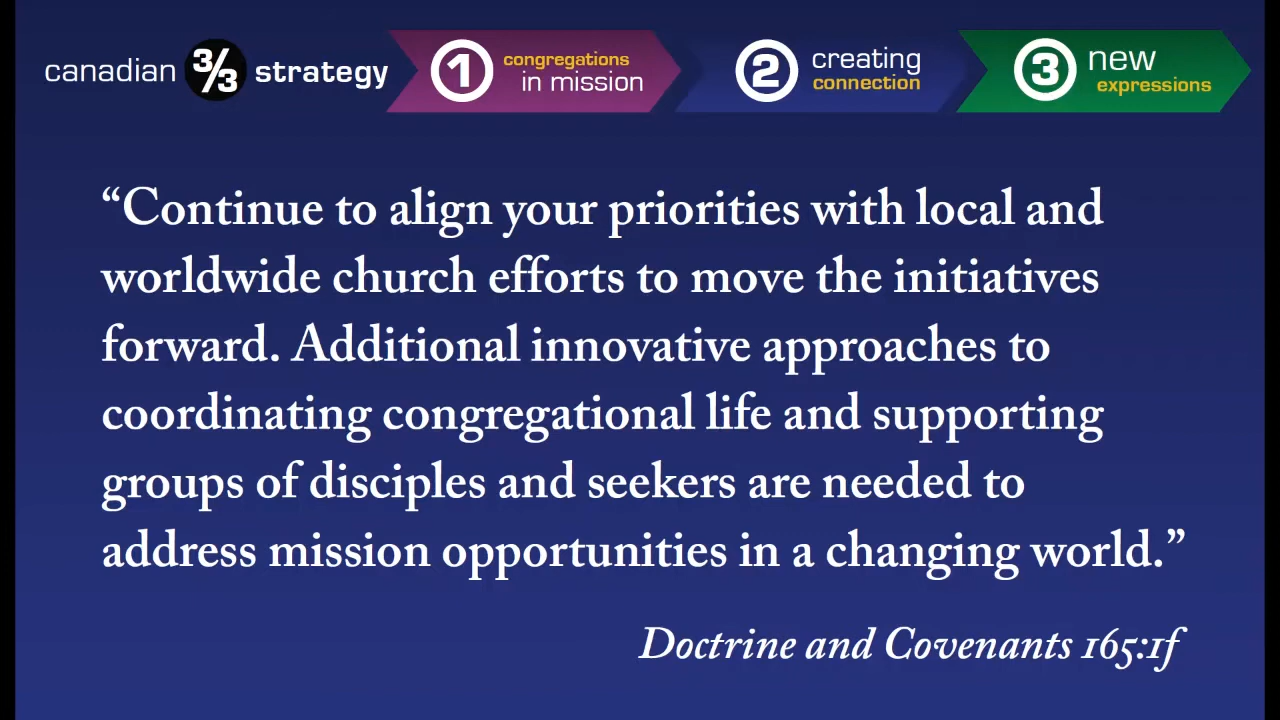 canadian 3/3 strategy
1 congregations
in mission
2 creating
connection
3 new
expressions
“Continue to align your priorities with local and
worldwide church efforts to move the initiatives
forward. Additional innovative approaches to
coordinating congregational life and supporting
groups of disciples and seekers are needed to
address mission opportunities in a changing world.”
Doctrine and Covenants 165:1f